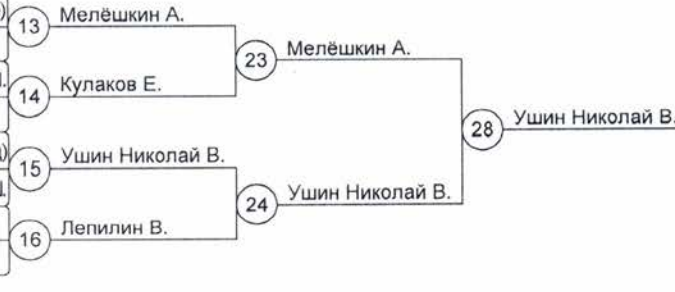 13 Мелёшкин А.
23 Мелёшкин А.
14 Кулаков Е.
28 Ушин Николай В.
15 Ушин Николай В.
24 Ушин Николай В.
16 Лепилин В.